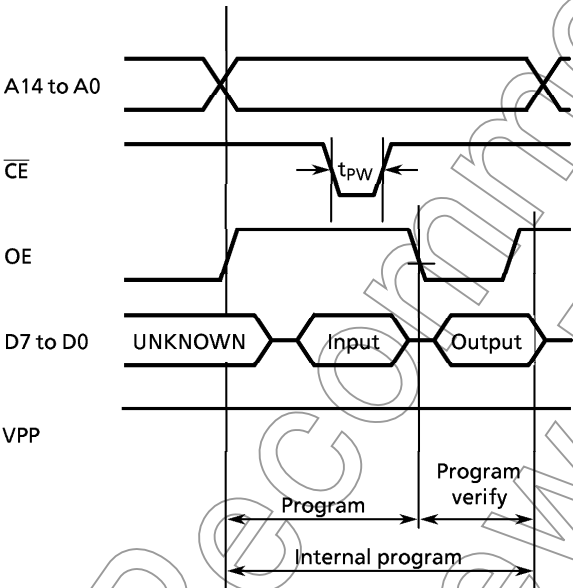 A14 to A0
CE
tPW
OE
D7 to D0
UNKNOWN
Input
Output
VPP
Program
Program
verify
Internal program